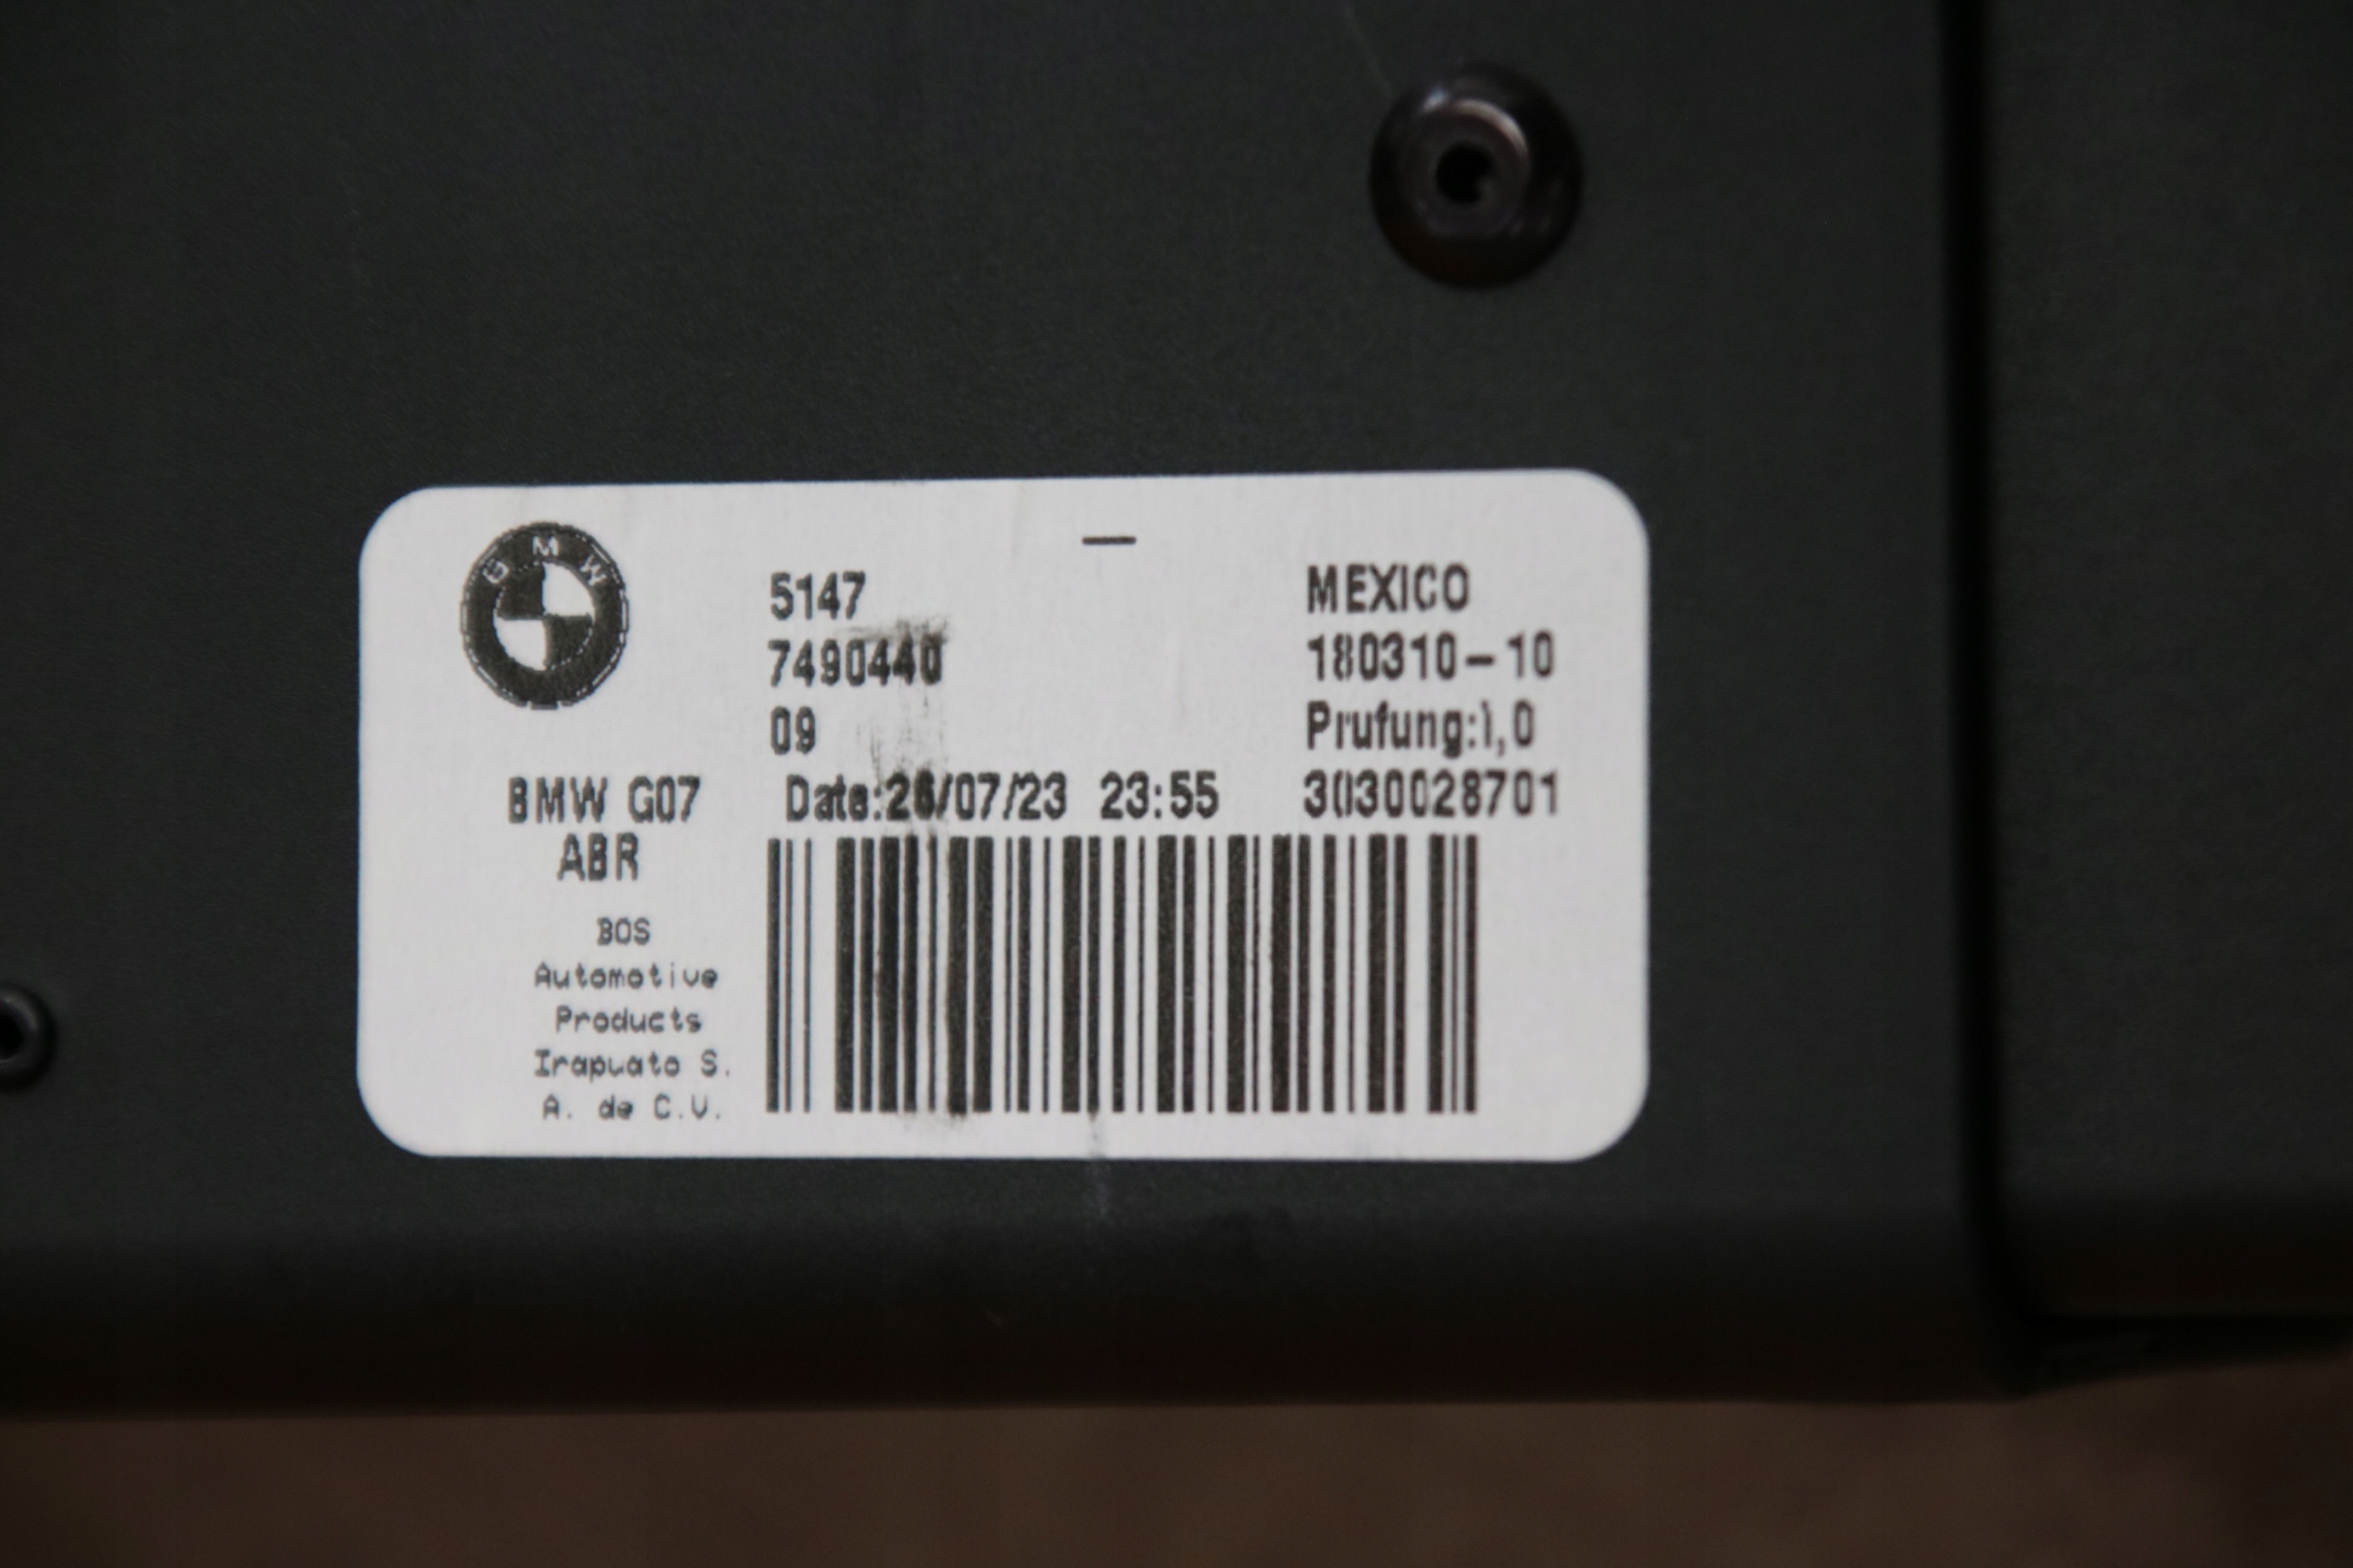 BMW
5147
7490440
09
MEXICO
180310-10
Prufung:1,0
3030028701
Date:26/07/23 23:55
BMW G07
ABR
BOS
Automotive
Products
Irapuato S.
A. de C.V.